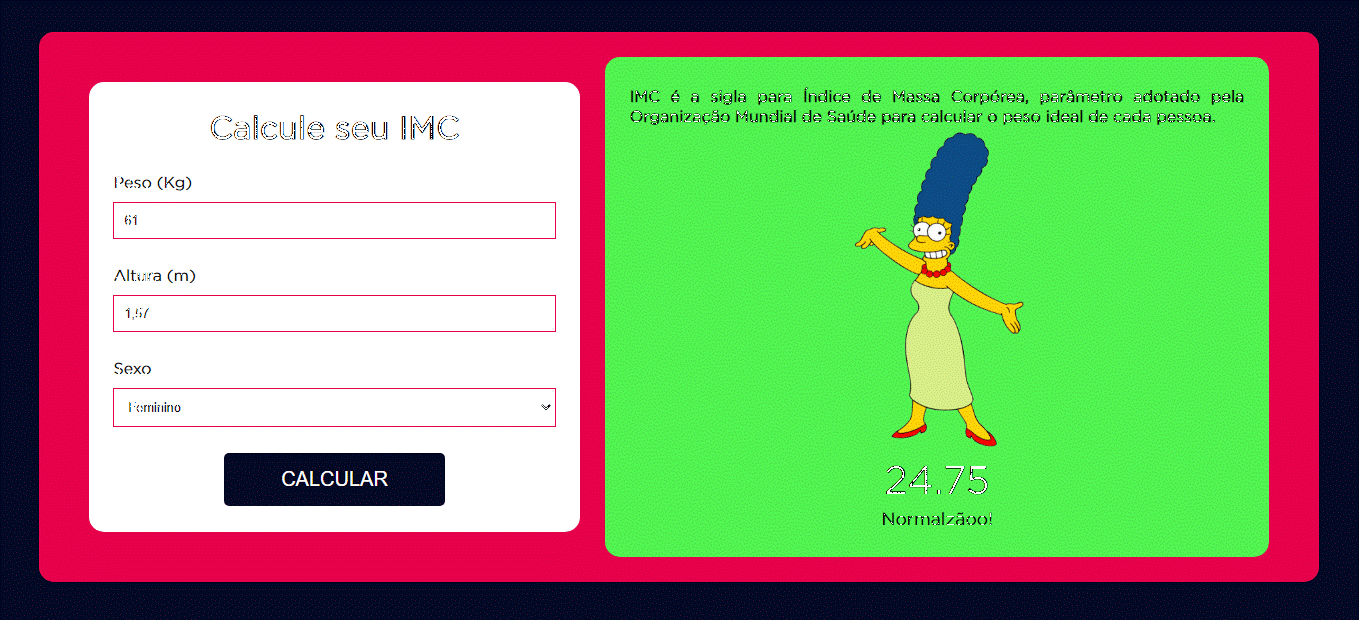 Calcule seu IMC
Peso (Kg)
61
Altura (m)
1,57
Sexo
Feminino
CALCULAR
IMC é a sigla para Índice de Massa Corpórea, parâmetro adotado pela
Organização Mundial de Saúde para calcular o peso ideal de cada pessoa.
24.75
Normalzãoo!